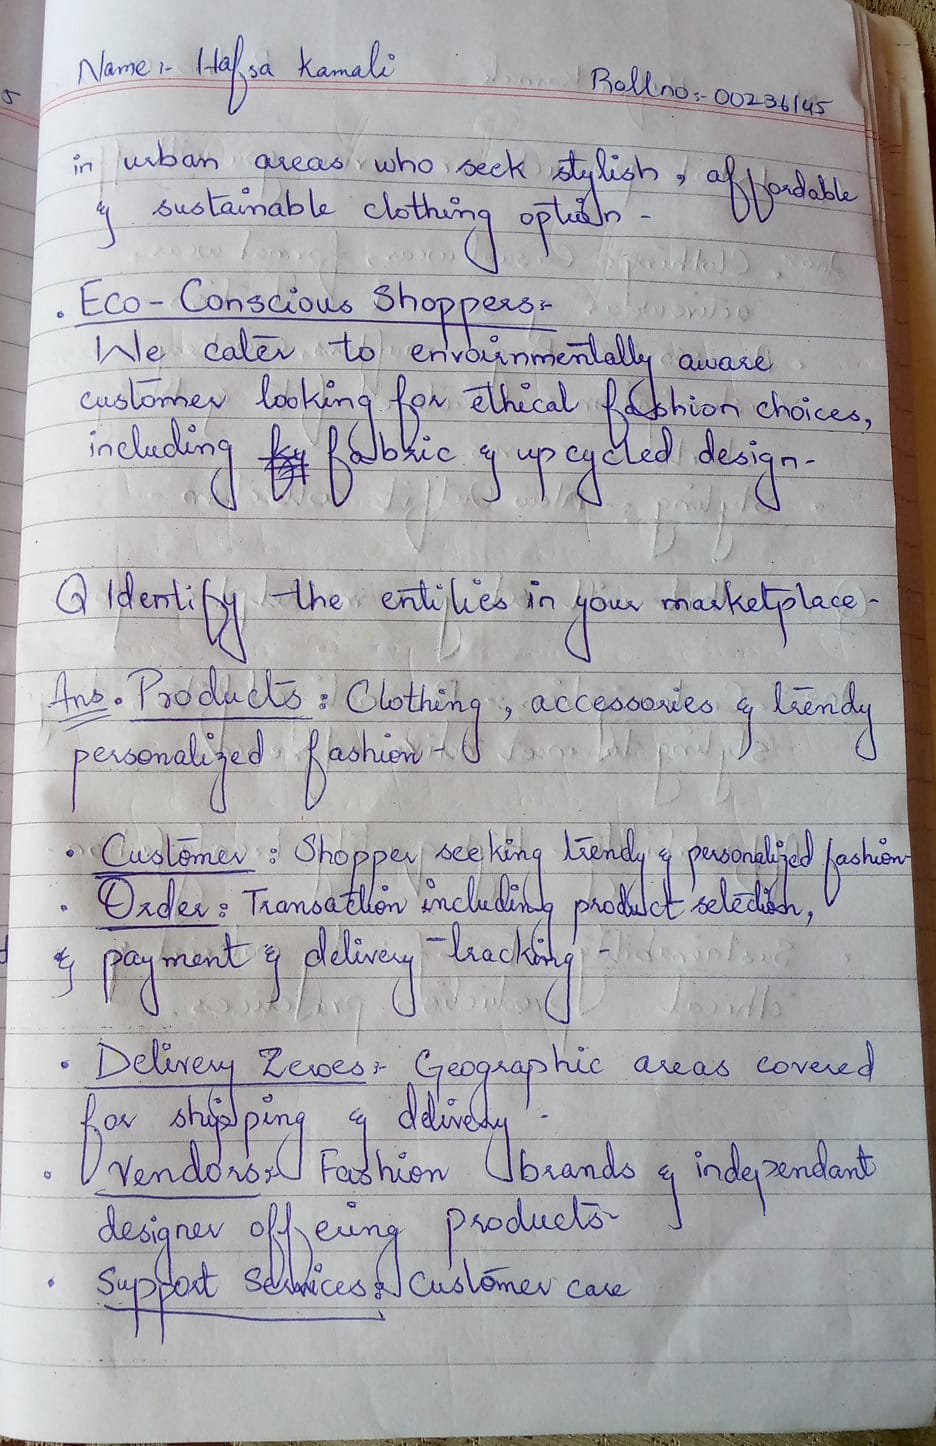 Name:- Hafsa Kamali
Roll no:- 00236145
in urban areas who seek stylish, affordable
& sustainable clothing option -
. Eco-Conscious Shoppers:-
We cater to envoirnmentally aware
customer looking for ethical fashion choices,
including fabric & upcycled design-
Q Identify the entities in your marketplace -
Ans. Products : Clothing, accessories & trendy
personalized fashion -
• Customer : Shopper seeking trendy & personalized fashion
• Order : Transaction including product selection,
& payment & delivery tracking -
• Delivery Zeroes:- Geographic areas covered
for shipping & delivery -
• Vendors:- Fashion brands & independant
designer offering products-
• Support Services : Customer care